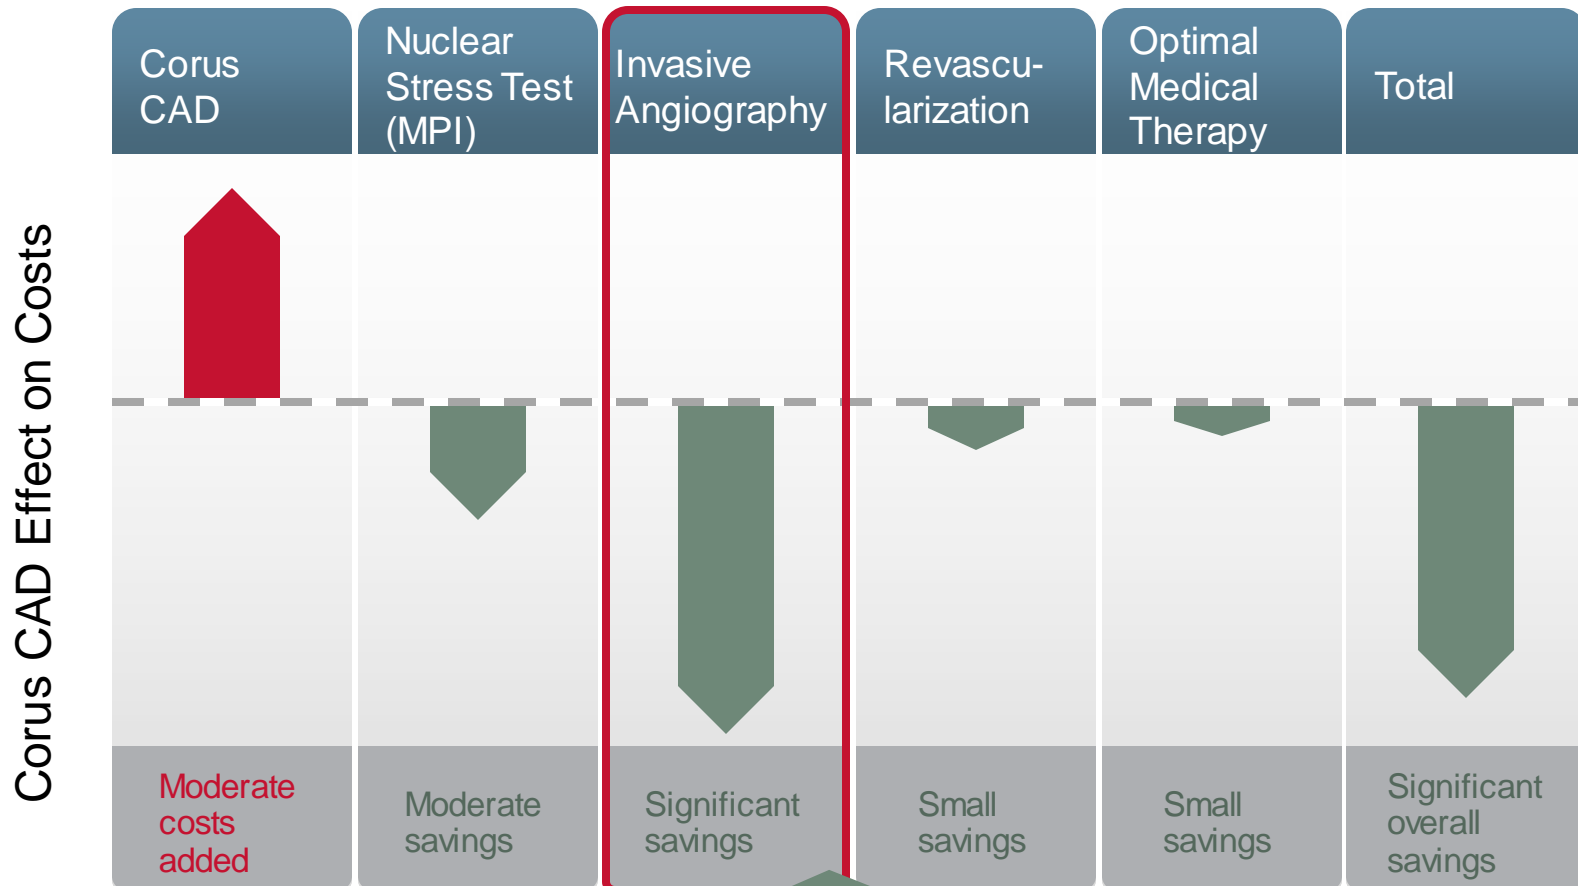 Corus
CAD
Nuclear
Stress Test
(MPI)
Invasive
Angiography
Revascu-
larization
Optimal
Medical
Therapy
Total
Corus CAD Effect on Costs
Moderate
costs
added
Moderate
savings
Significant
savings
Small
savings
Small
savings
Significant
overall
savings